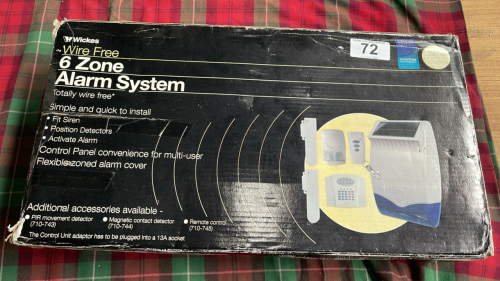 Wickes
72
Wire Free
6 Zone
Alarm System
Totally wire free*
Simple and quick to install
• Fit Siren
• Position Detectors
• Activate Alarm
Control Panel convenience for multi-user
Flexible zoned alarm cover
Additional accessories available -
● PIR movement detector
(710-743)
● Magnetic contact detector
(710-744)
● Remote control
(710-745)
The Control Unit adaptor has to be plugged into a 13A socket